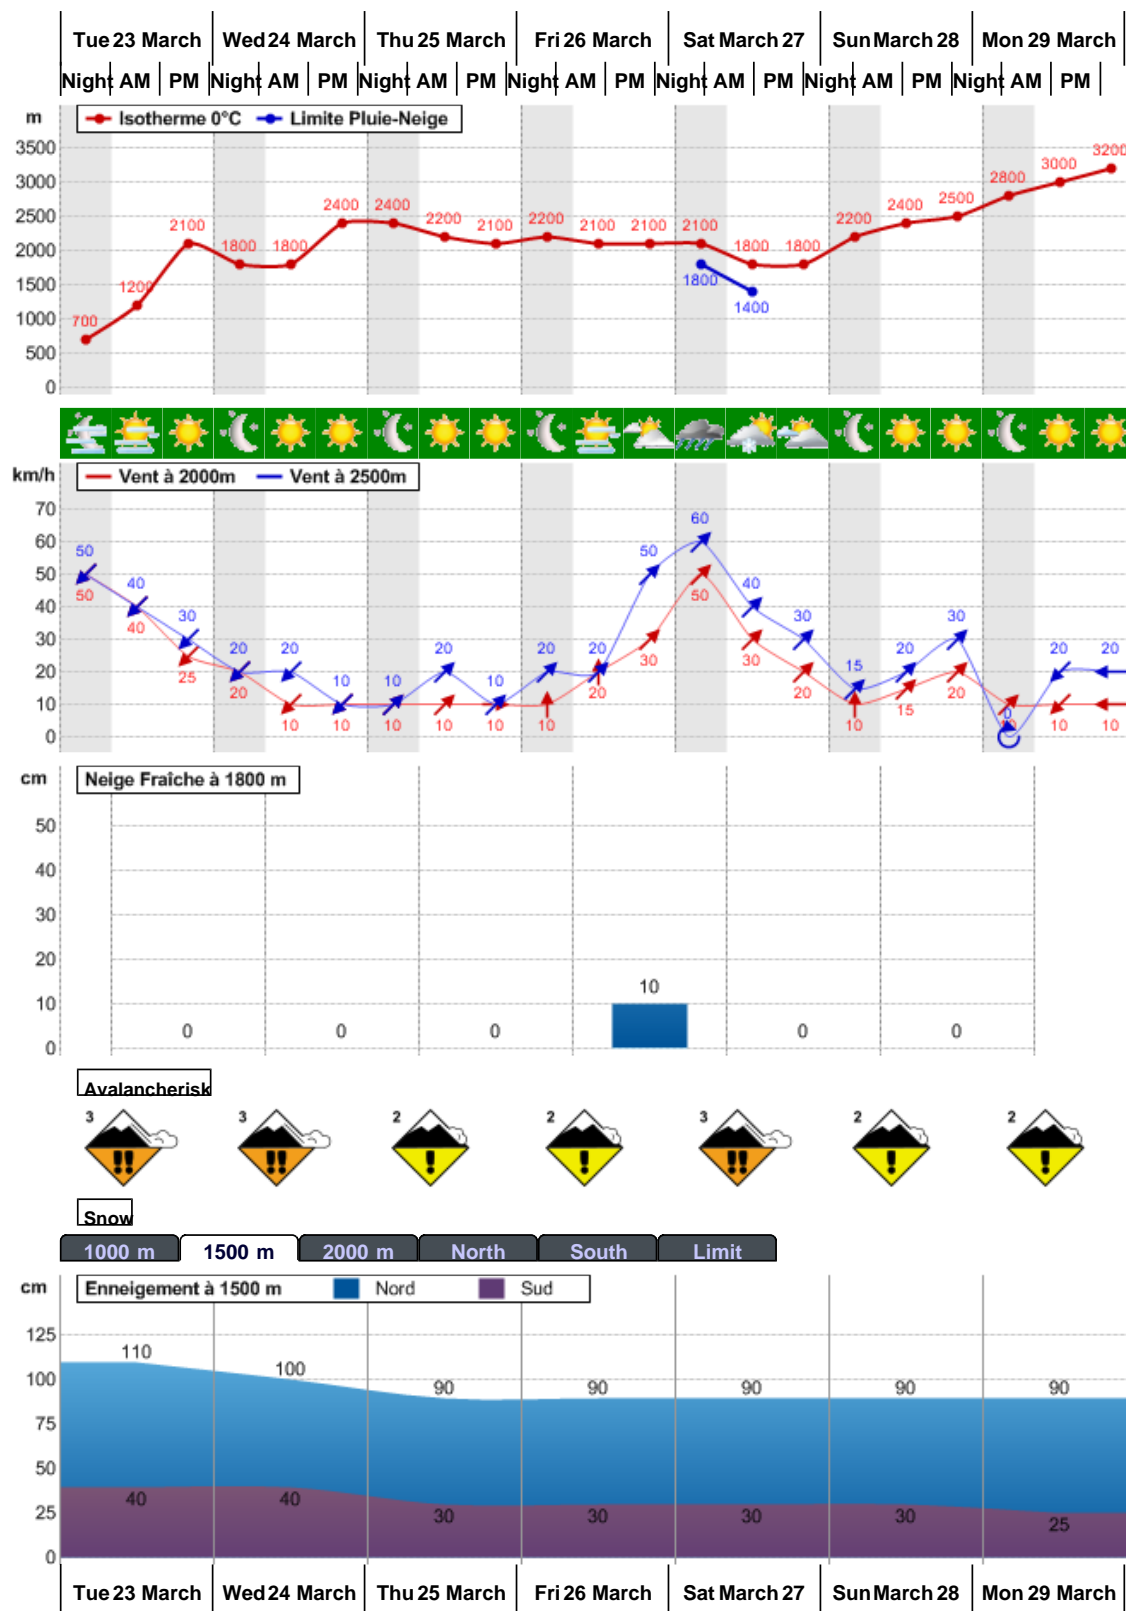 Tue 23 March Wed 24 March Thu 25 March Fri 26 March Sat March 27 Sun March 28 Mon 29 March
Night AM PM Night AM PM Night AM PM Night AM PM Night AM PM Night AM PM Night AM PM
m Isotherme 0°C Limite Pluie-Neige
3500
3000
2500
2000
1500
1000
500
0
700 1200 2100 1800 1800 2400 2400 2200 2100 2200 2100 2100 2100 1800 1800 2200 2400 2500 2800 3000 3200
1800 1400
km/h Vent à 2000m Vent à 2500m
70
60
50
40
30
20
10
0
50 40 30 20 20 10 10 20 10 20 20 50 60 40 30 15 20 30 0 20 20
50 40 25 20 10 10 10 10 10 10 20 30 50 30 20 10 15 20 10 10
cm Neige Fraîche à 1800 m
50
40
30
20
10
0
0 0 0 10 0 0
Avalancherisk
3 3 2 2 3 2 2
Snow
1000 m 1500 m 2000 m North South Limit
cm Enneigement à 1500 m Nord Sud
125
100
75
50
25
0
110 100 90 90 90 90 90
40 40 30 30 30 30 25
Tue 23 March Wed 24 March Thu 25 March Fri 26 March Sat March 27 Sun March 28 Mon 29 March